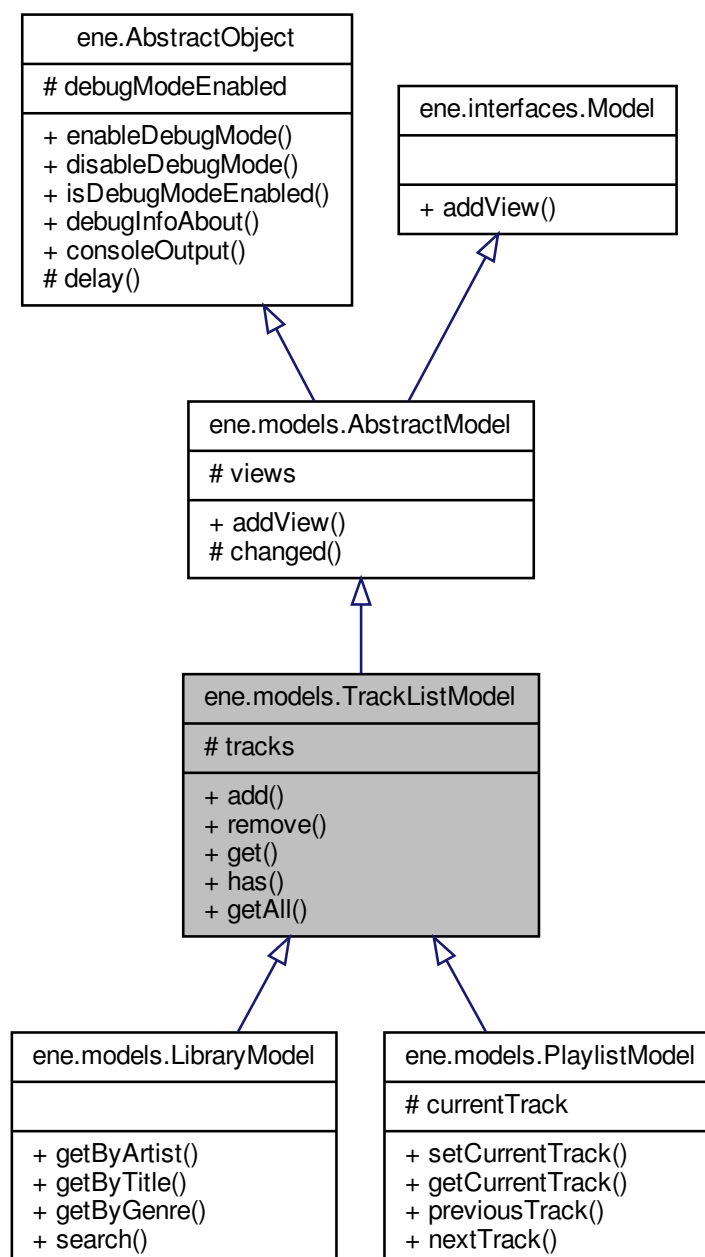 ene.AbstractObject
# debugModeEnabled
+ enableDebugMode()
+ disableDebugMode()
+ isDebugModeEnabled()
+ debugInfoAbout()
+ consoleOutput()
# delay()
ene.interfaces.Model
+ addView()
ene.models.AbstractModel
# views
+ addView()
# changed()
ene.models.TrackListModel
# tracks
+ add()
+ remove()
+ get()
+ has()
+ getAll()
ene.models.LibraryModel
+ getByArtist()
+ getByTitle()
+ getByGenre()
+ search()
ene.models.PlaylistModel
# currentTrack
+ setCurrentTrack()
+ getCurrentTrack()
+ previousTrack()
+ nextTrack()